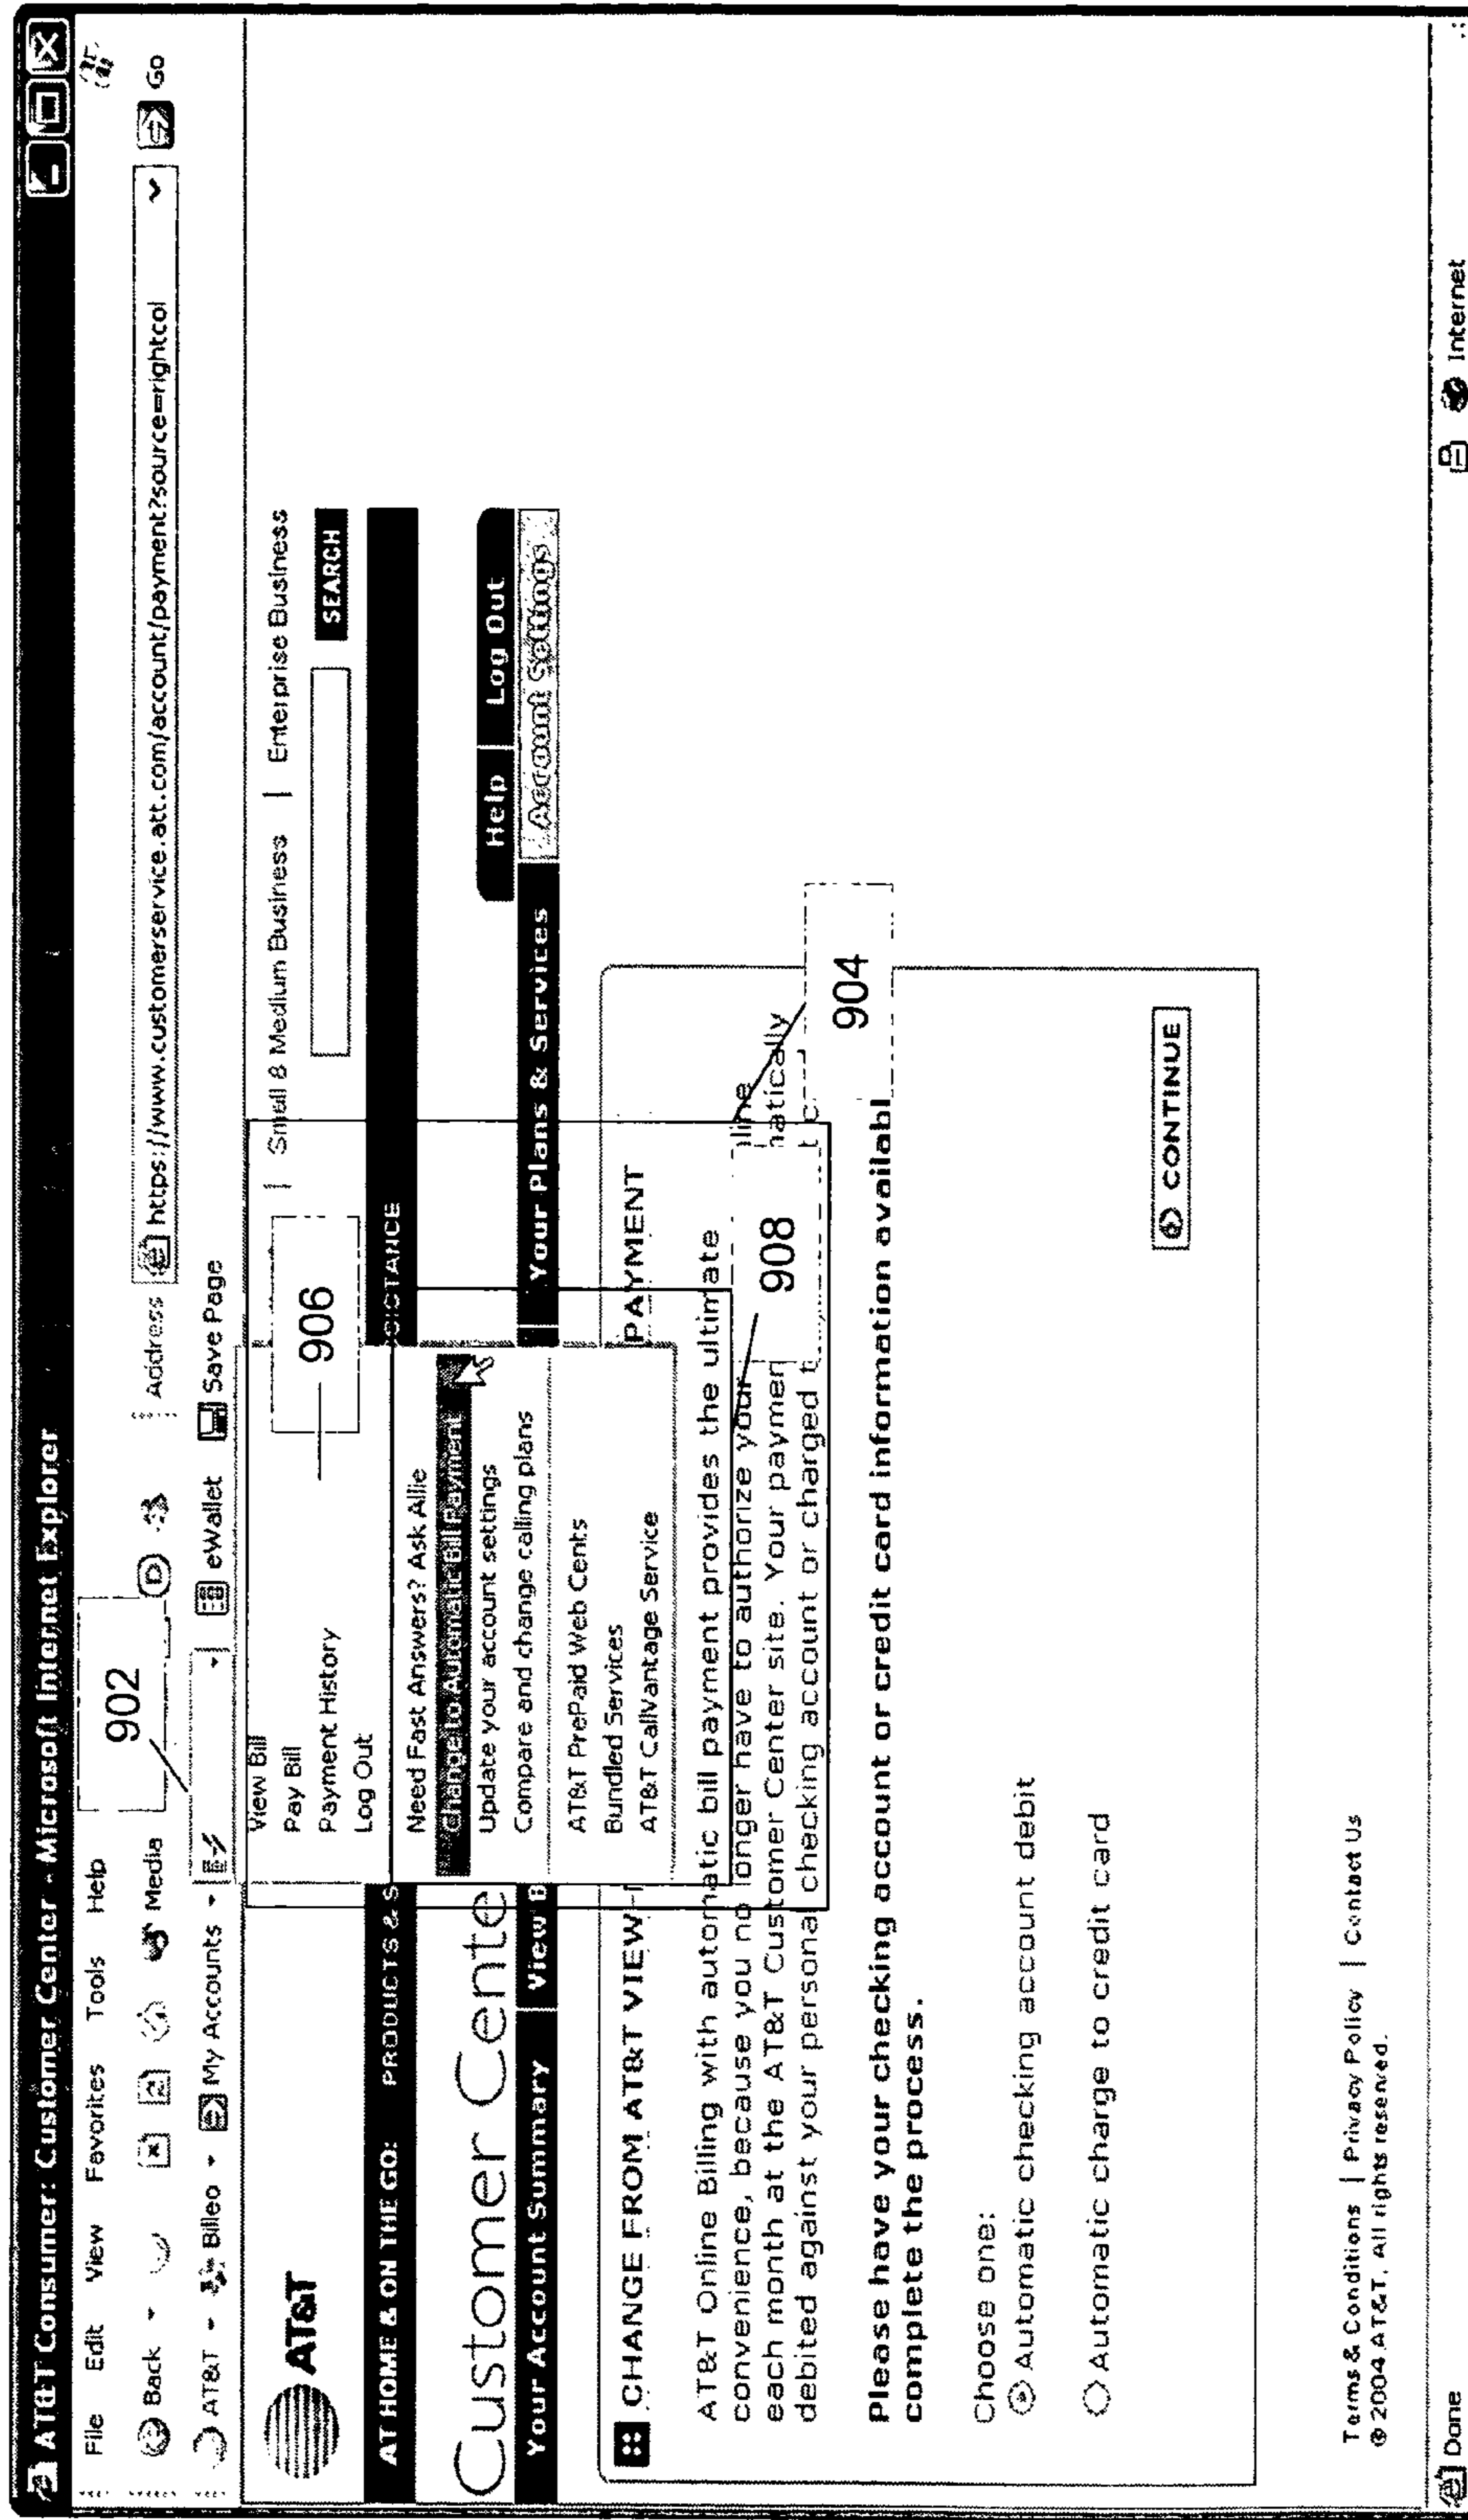 AT&T Consumer: Customer Center - Microsoft Internet Explorer
File Edit View Favorites Tools Help
902
Back Media Address https://www.customerservice.att.com/account/payment?source=rightcol Go
AT&T Billeo My Accounts eWallet Save Page
AT&T
Small & Medium Business | Enterprise Business
SEARCH
View Bill
Pay Bill
Payment History
Log Out
906
AT HOME & ON THE GO: PRODUCTS & S
Need Fast Answers? Ask Allie
Change to Automatic Bill Payment
Update your account settings
Compare and change calling plans
AT&T PrePaid Web Cents
Bundled Services
AT&T CallVantage Service
Customer Cente
Help Log Out
Your Account Summary View B Your Plans & Services Account Settings
CHANGE FROM AT&T VIEW PAYMENT
AT&T Online Billing with automatic bill payment provides the ultimate
convenience, because you no longer have to authorize your
each month at the AT&T Customer Center site. Your paymen
debited against your personal checking account or charged t
904
908
Please have your checking account or credit card information availabl
complete the process.
Choose one:
Automatic checking account debit
Automatic charge to credit card
CONTINUE
Terms & Conditions | Privacy Policy | Contact Us
© 2004 AT&T. All rights reserved.
Done Internet